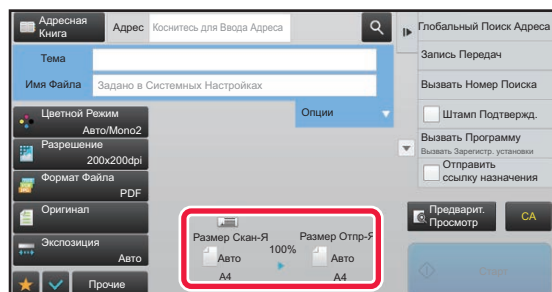 Адресная
Книга
Адрес
Коснитесь для Ввода Адреса
Тема
Имя Файла
Задано в Системных Настройках
Опции
Цветной Режим
Авто/Mono2
Разрешение
200x200dpi
Формат Файла
PDF
Оригинал
Экспозиция
Авто
Прочие
Размер Скан-Я
Авто
A4
100%
Размер Отпр-Я
Авто
A4
Глобальный Поиск Адреса
Запись Передач
Вызвать Номер Поиска
Штамп Подтвержд.
Вызвать Программу
Вызвать Зарегистр. установки
Отправить
ссылку назначения
Предварит.
Просмотр
CA
Старт